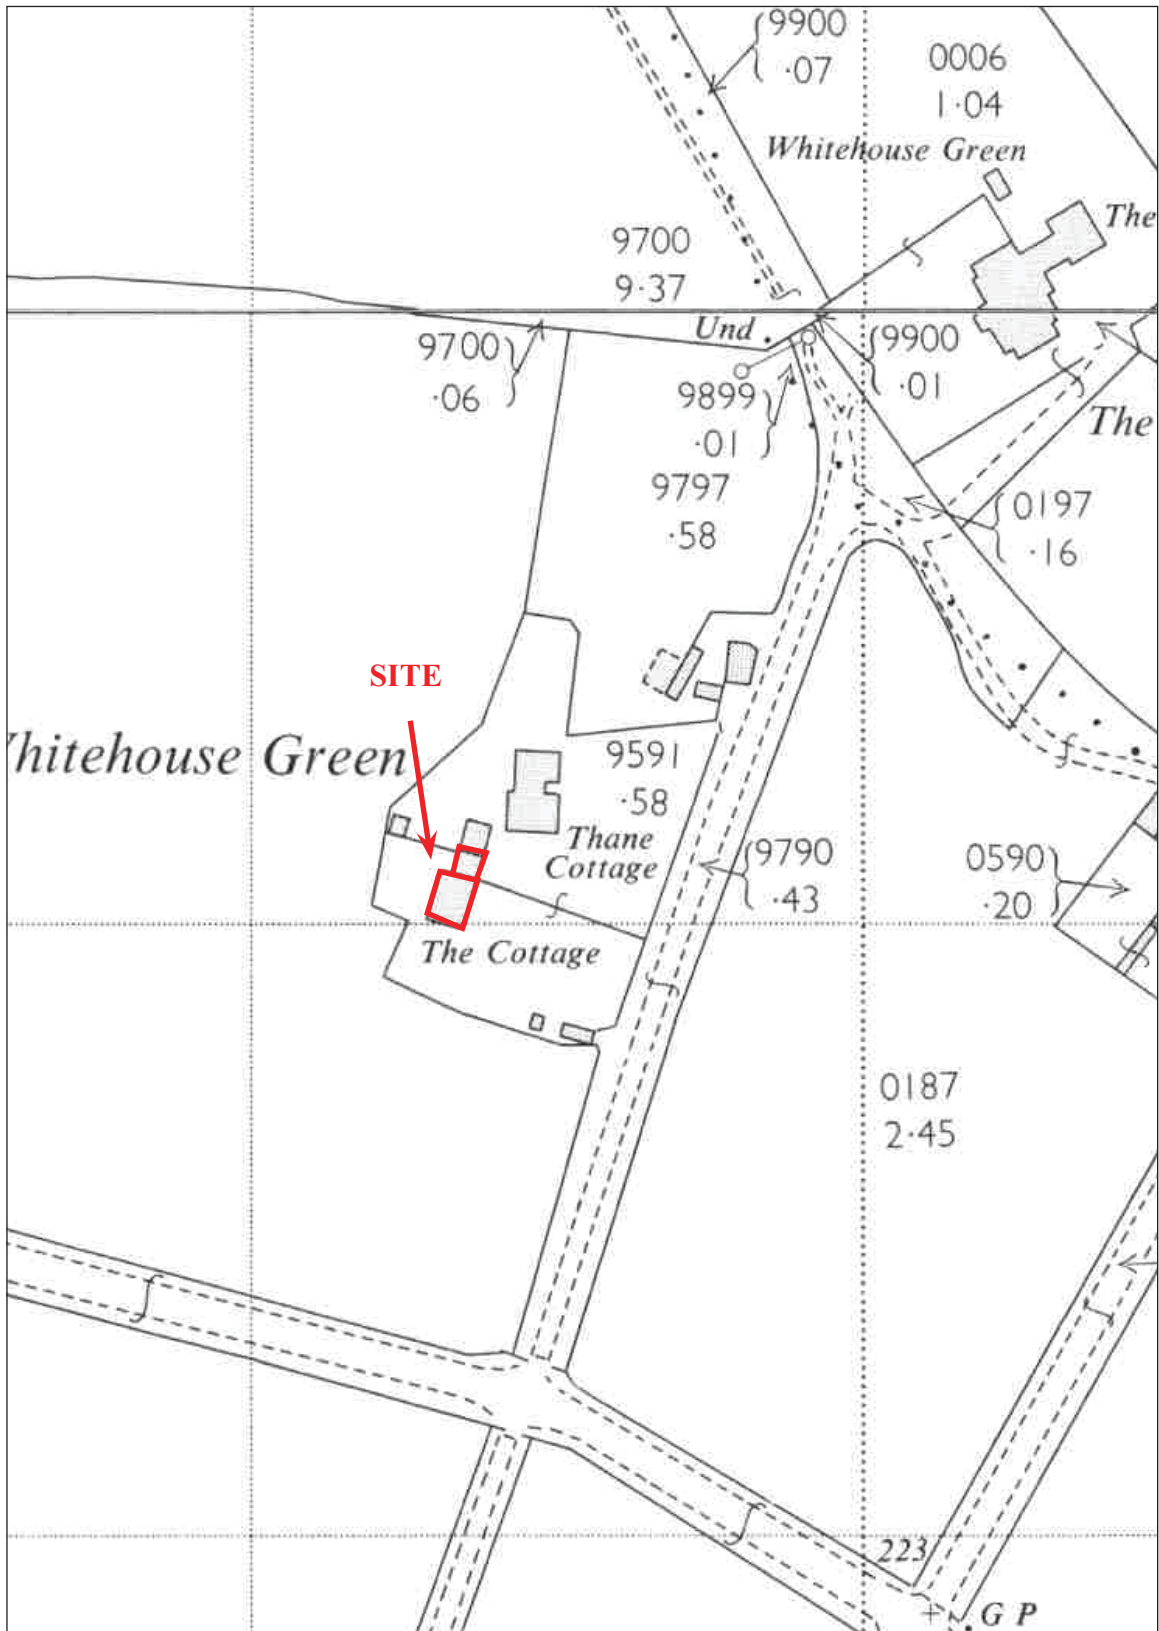 9900
·07
0006
1·04
Whitehouse Green
The
9700
9·37
Und
9700
·06
9900
·01
9899
·01
The
9797
·58
0197
·16
SITE
hitehouse Green
9591
·58
Thane
Cottage
9790
·43
0590
·20
The Cottage
0187
2·45
223
G P